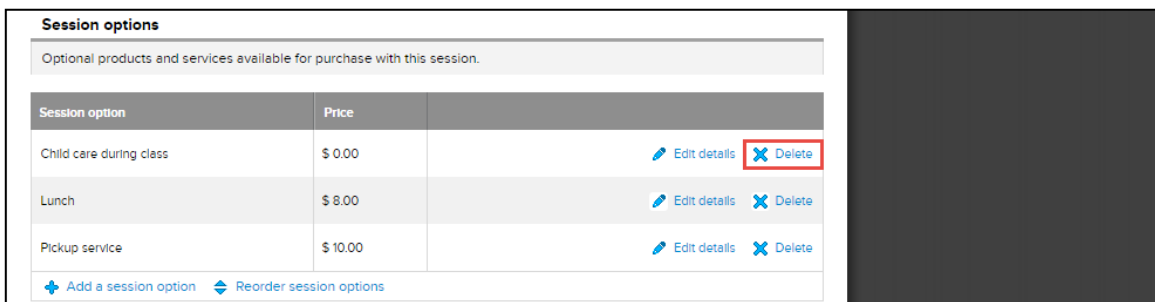 Session options
Optional products and services available for purchase with this session.
Session option Price
Child care during class $ 0.00 Edit details Delete
Lunch $ 8.00 Edit details Delete
Pickup service $ 10.00 Edit details Delete
Add a session option Reorder session options